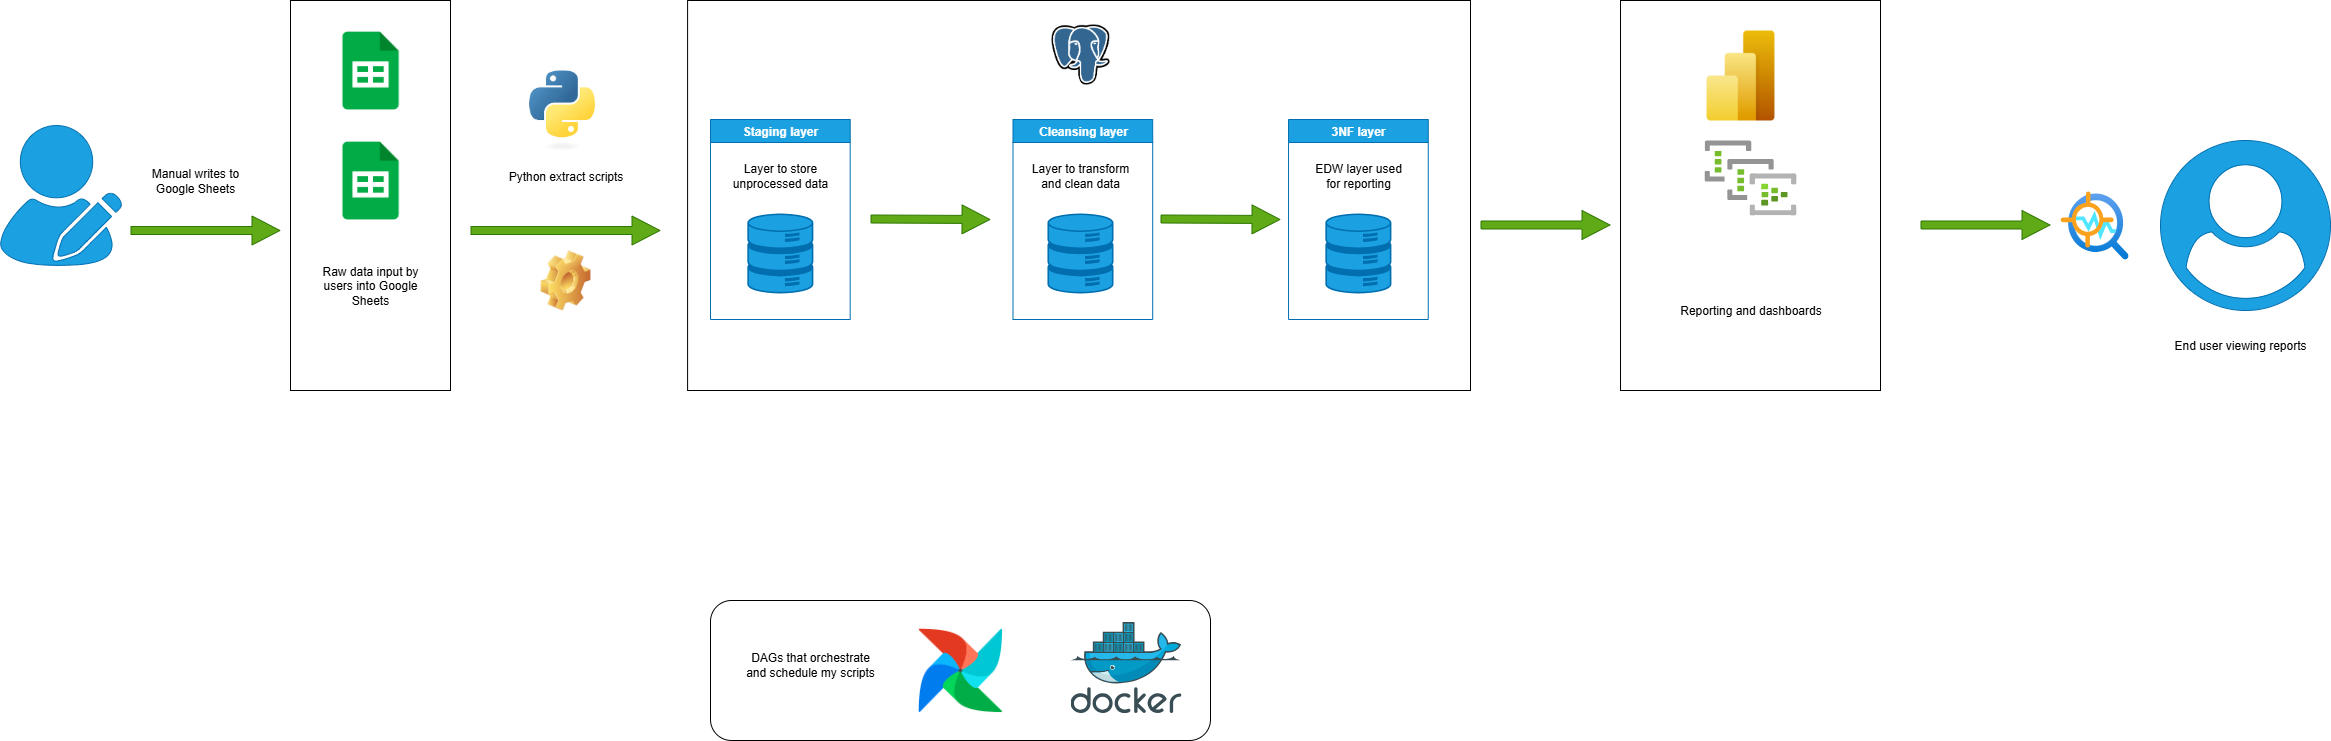 Manual writes to
Google Sheets
Raw data input by
users into Google
Sheets
Python extract scripts
Staging layer
Layer to store
unprocessed data
Cleansing layer
Layer to transform
and clean data
3NF layer
EDW layer used
for reporting
Reporting and dashboards
End user viewing reports
DAGs that orchestrate
and schedule my scripts
docker